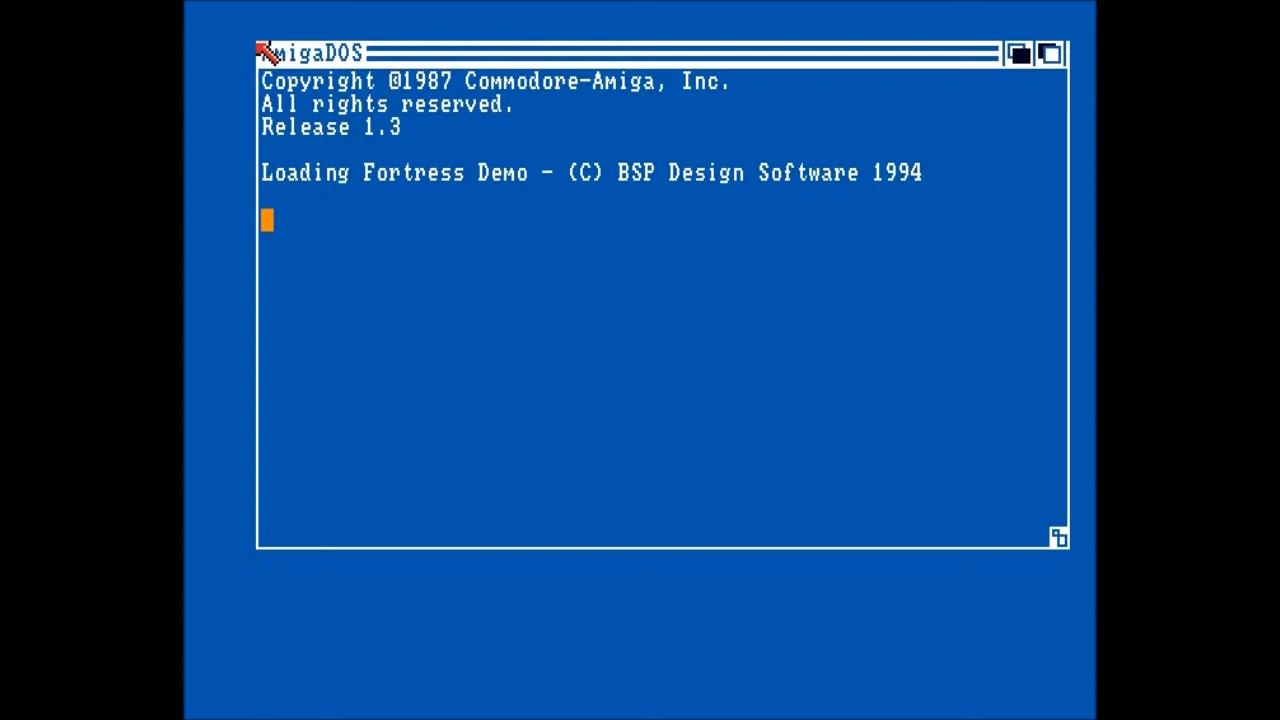 AmigaDOS
Copyright ©1987 Commodore-Amiga, Inc.
All rights reserved.
Release 1.3
Loading Fortress Demo - (C) BSP Design Software 1994